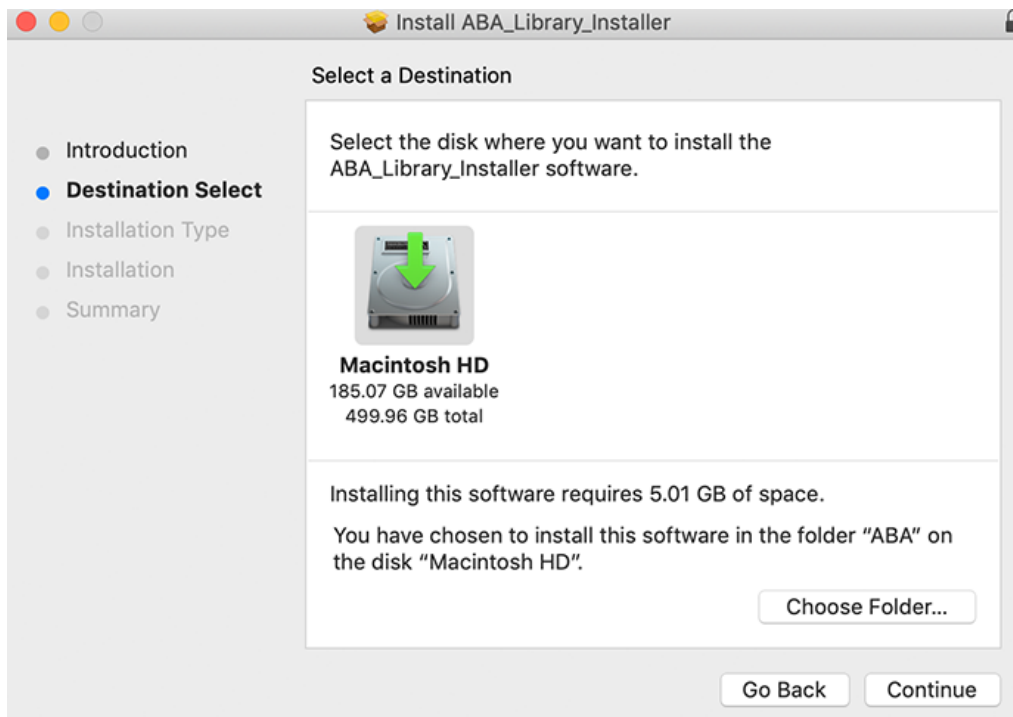 Install ABA_Library_Installer
Select a Destination
Introduction
Destination Select
Installation Type
Installation
Summary
Select the disk where you want to install the
ABA_Library_Installer software.
Macintosh HD
185.07 GB available
499.96 GB total
Installing this software requires 5.01 GB of space.
You have chosen to install this software in the folder “ABA” on
the disk “Macintosh HD”.
Choose Folder...
Go Back
Continue